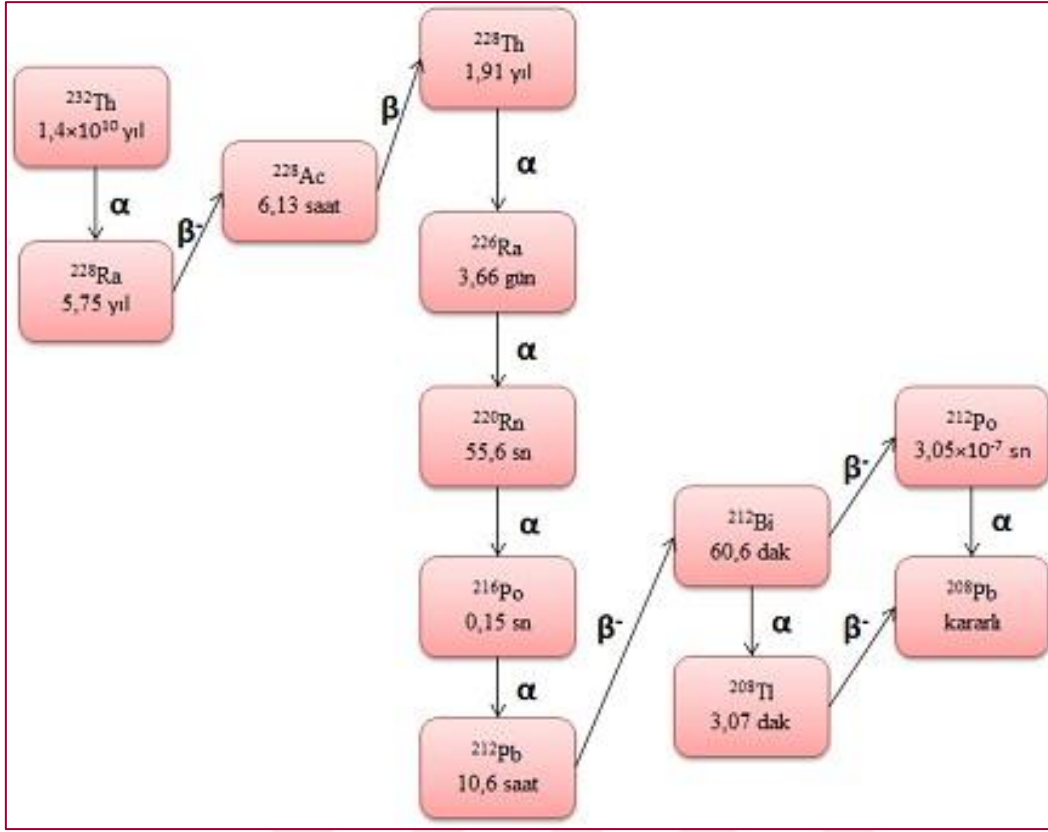 ²³²Th
1,4×10¹⁰ yıl
α
²²⁸Ra
5,75 yıl
β⁻
²²⁸Ac
6,13 saat
β
²²⁸Th
1,91 yıl
α
²²⁶Ra
3,66 gün
α
²²⁰Rn
55,6 sn
α
²¹⁶Po
0,15 sn
α
²¹²Pb
10,6 saat
β⁻
²¹²Bi
60,6 dak
β⁻
²¹²Po
3,05×10⁻⁷ sn
α
α
²⁰⁸Tl
3,07 dak
β⁻
²⁰⁸Pb
kararlı